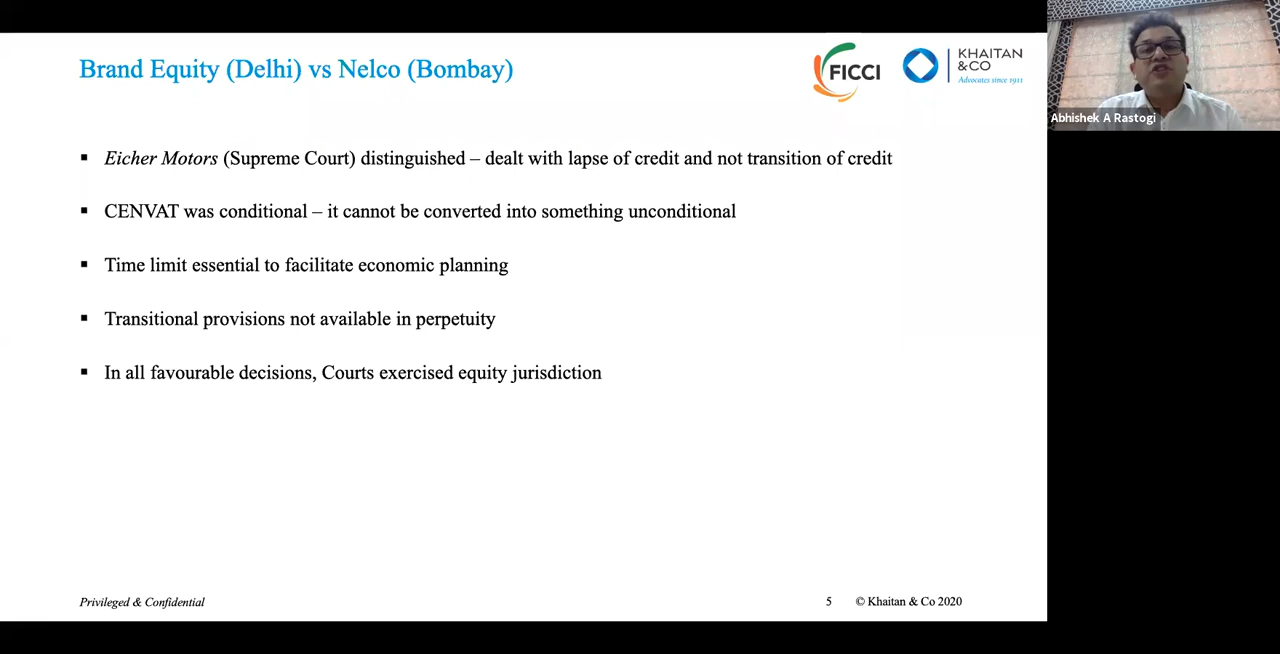 Brand Equity (Delhi) vs Nelco (Bombay)
FICCI
KHAITAN
&CO
Advocates since 1911
Abhishek A Rastogi
▪ Eicher Motors (Supreme Court) distinguished – dealt with lapse of credit and not transition of credit
▪ CENVAT was conditional – it cannot be converted into something unconditional
▪ Time limit essential to facilitate economic planning
▪ Transitional provisions not available in perpetuity
▪ In all favourable decisions, Courts exercised equity jurisdiction
Privileged & Confidential
5 © Khaitan & Co 2020